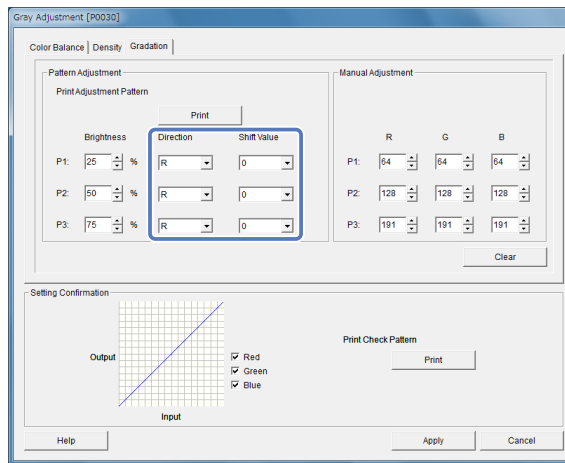 Gray Adjustment [P0030]
Color Balance Density Gradation
Pattern Adjustment
Print Adjustment Pattern
Print
Brightness Direction Shift Value
P1: 25 % R 0
P2: 50 % R 0
P3: 75 % R 0
Manual Adjustment
R G B
P1: 64 64 64
P2: 128 128 128
P3: 191 191 191
Clear
Setting Confirmation
Output
Input
Red
Green
Blue
Print Check Pattern
Print
Help Apply Cancel